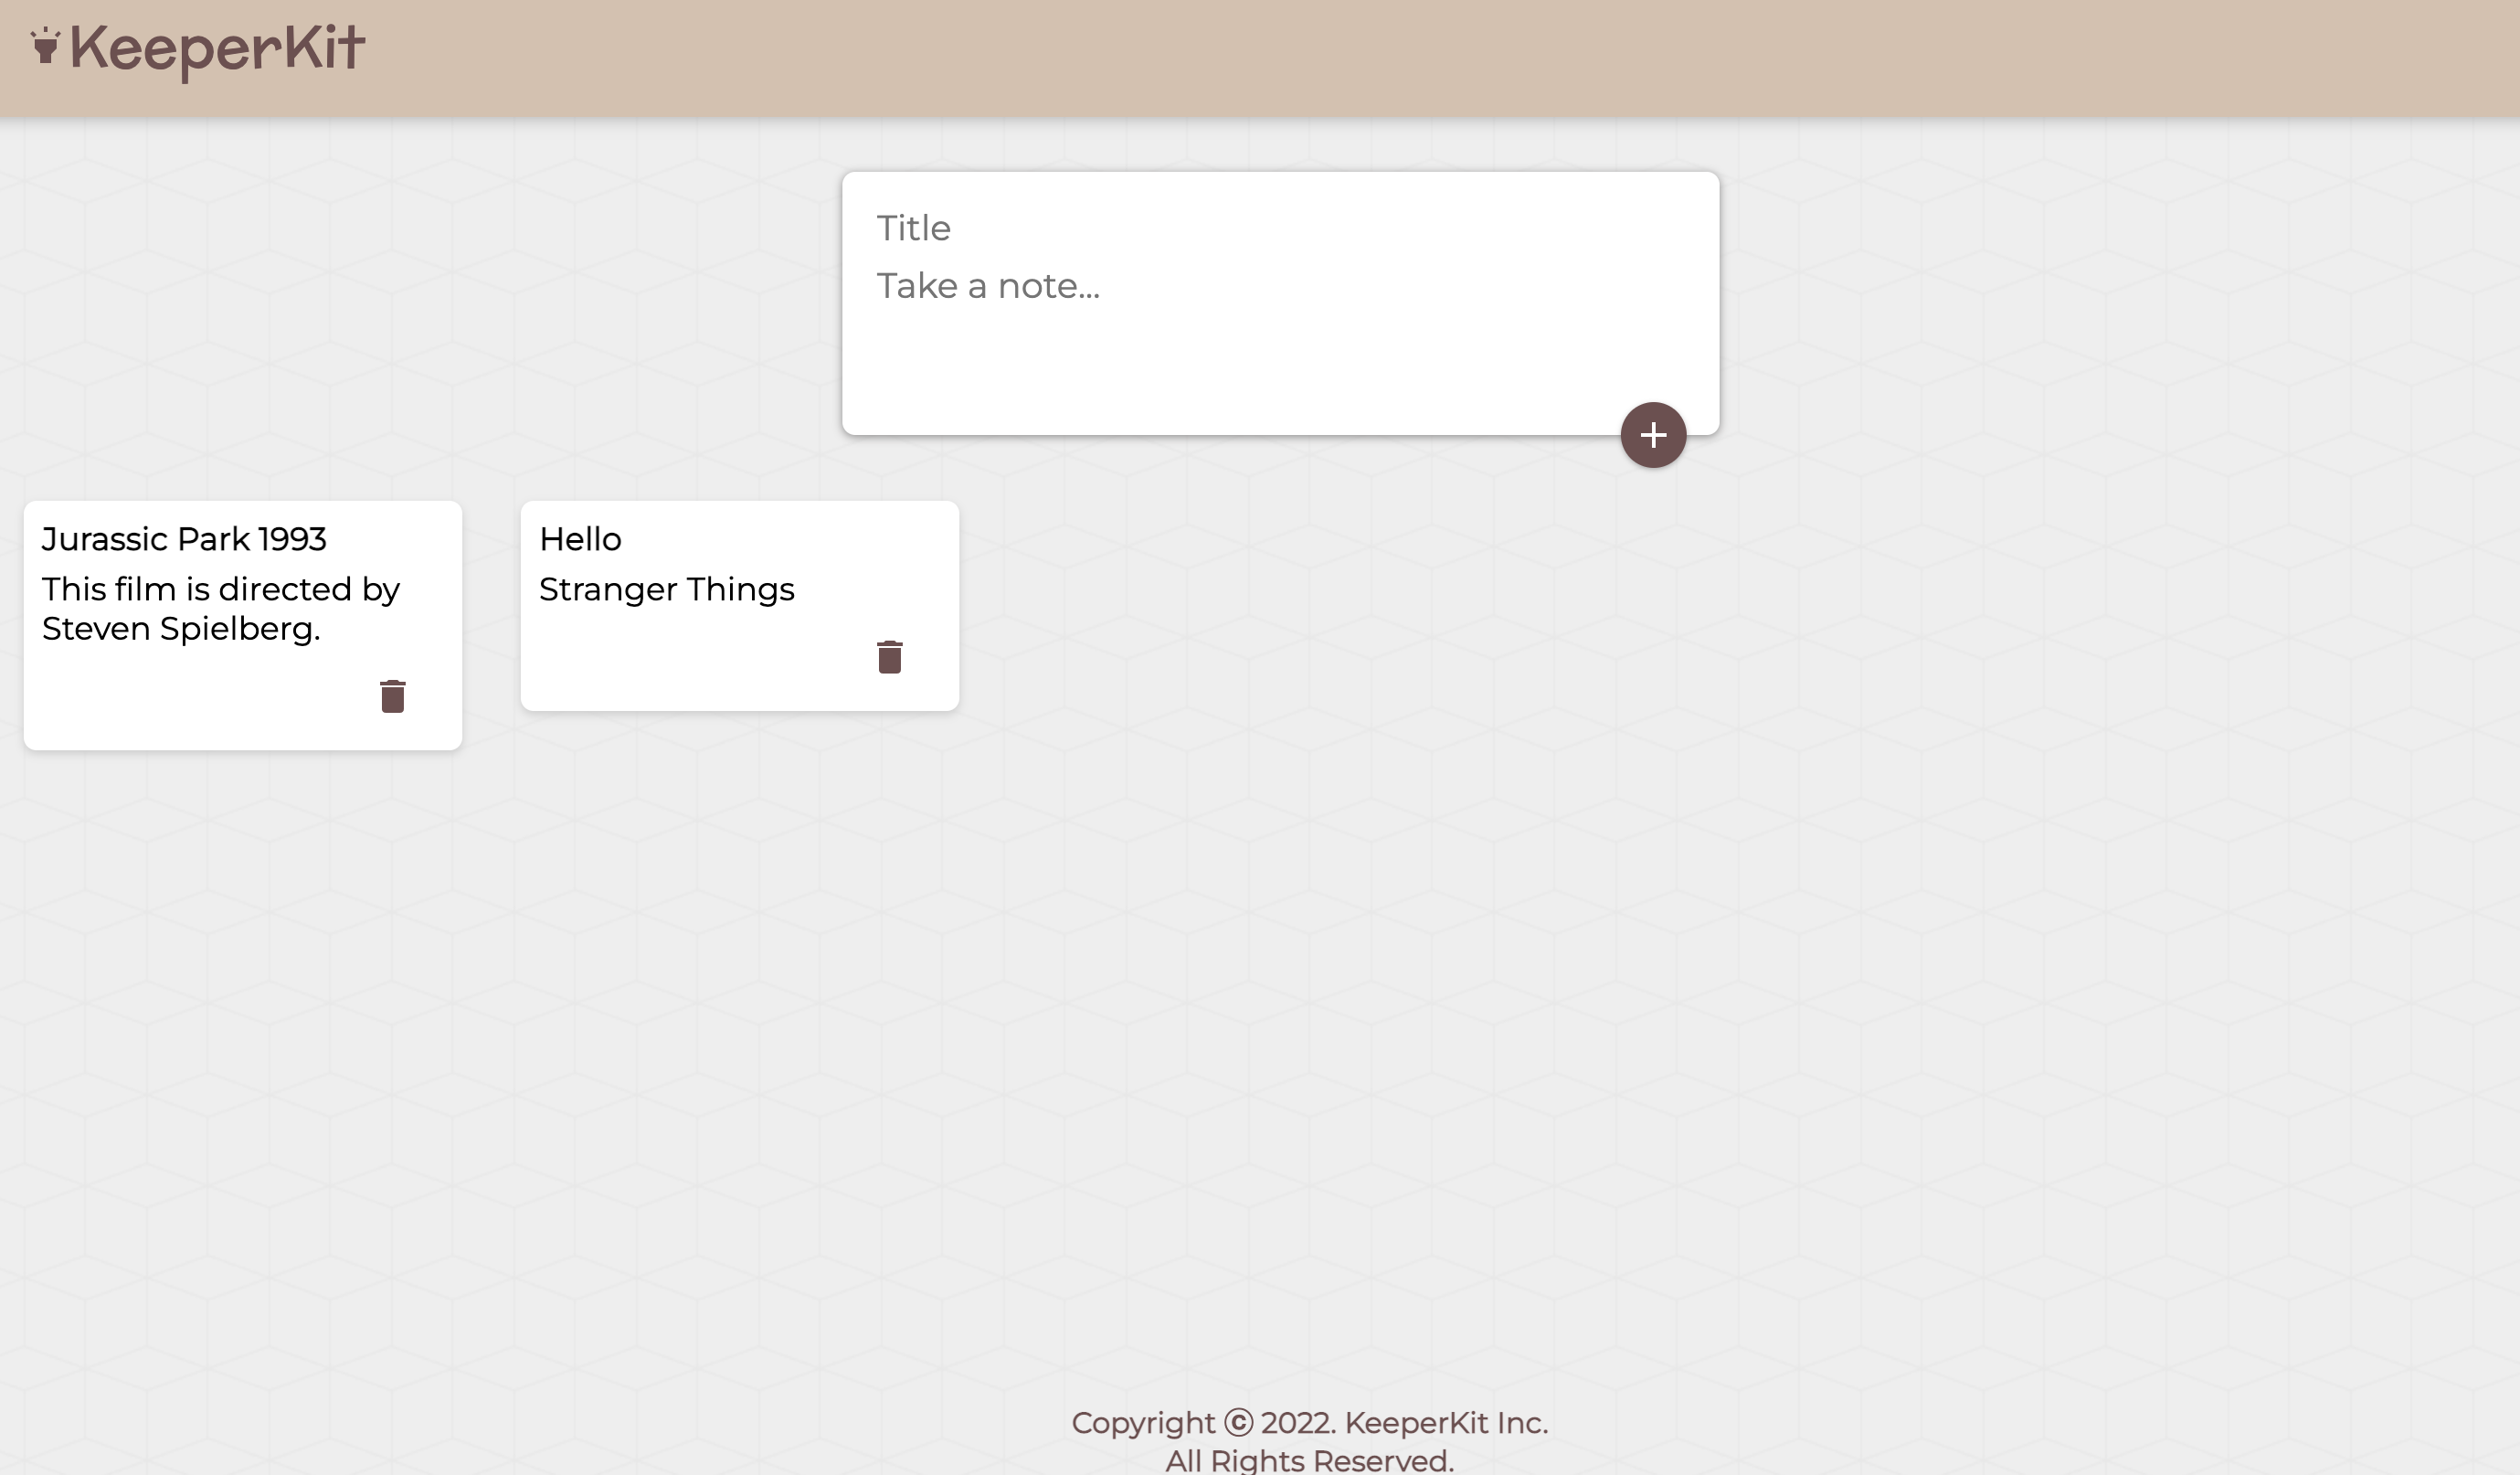 KeeperKit
Title
Take a note...
Jurassic Park 1993
This film is directed by
Steven Spielberg.
Hello
Stranger Things
Copyright ⓒ 2022. KeeperKit Inc.
All Rights Reserved.